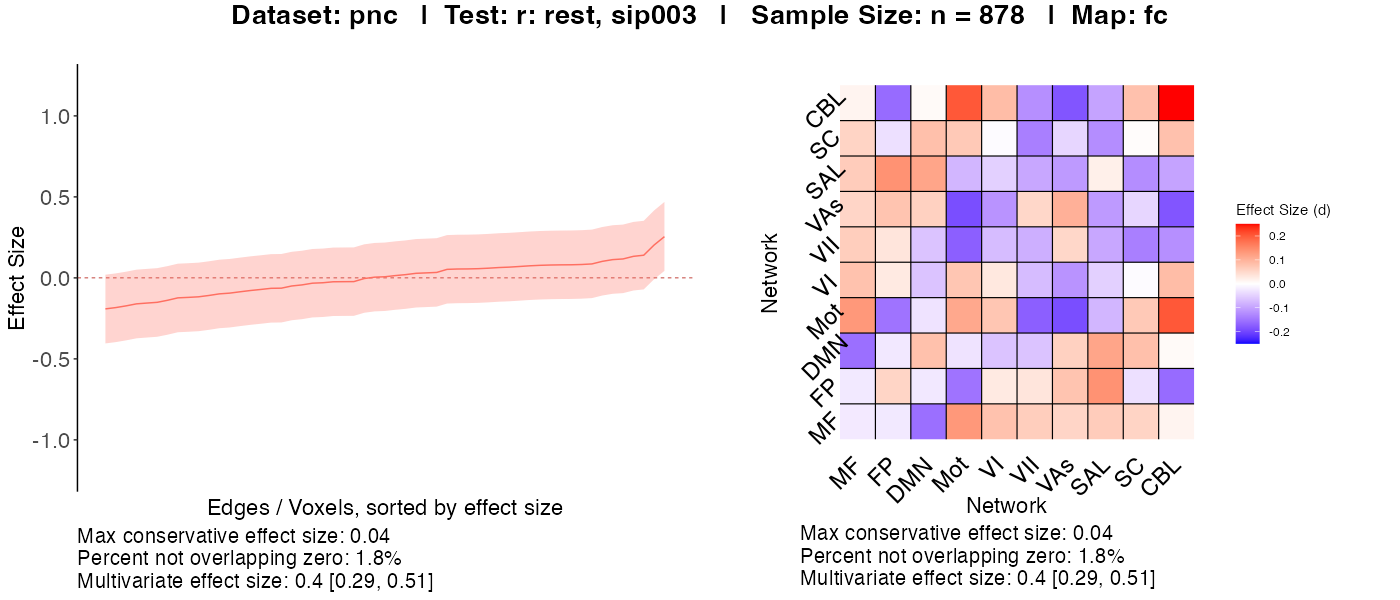 Dataset: pnc   |  Test: r: rest, sip003   |   Sample Size: n = 878   |  Map: fc
1.0
0.5
0.0
-0.5
-1.0
Effect Size
Edges / Voxels, sorted by effect size
Max conservative effect size: 0.04
Percent not overlapping zero: 1.8%
Multivariate effect size: 0.4 [0.29, 0.51]
Network
CBL
SC
SAL
VAs
VII
VI
Mot
DMN
FP
MF
MF FP DMN Mot VI VII VAs SAL SC CBL
Network
Effect Size (d)
0.2
0.1
0.0
-0.1
-0.2
Max conservative effect size: 0.04
Percent not overlapping zero: 1.8%
Multivariate effect size: 0.4 [0.29, 0.51]